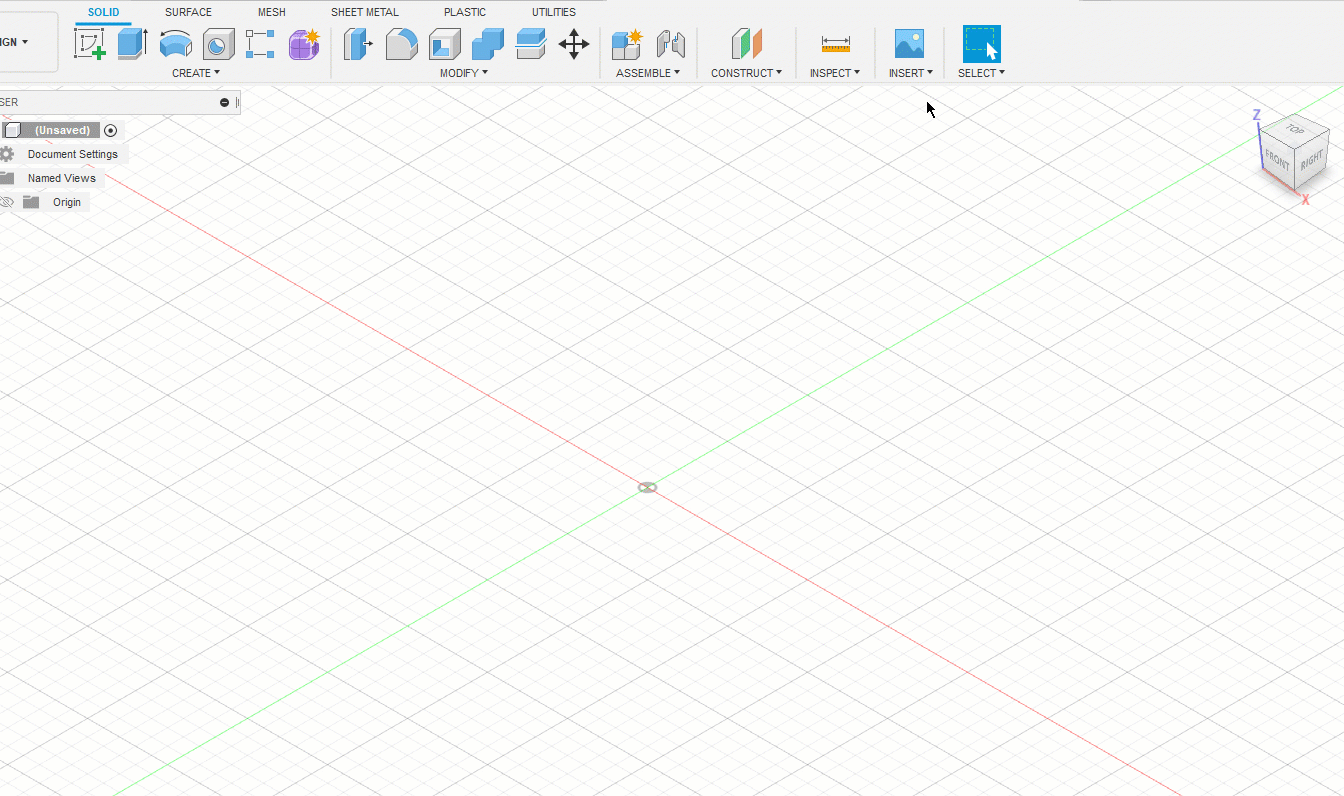 SOLID SURFACE MESH SHEET METAL PLASTIC UTILITIES
IGN
CREATE MODIFY ASSEMBLE CONSTRUCT INSPECT INSERT SELECT
SER
(Unsaved)
Document Settings
Named Views
Origin
Z
TOP
FRONT RIGHT
X